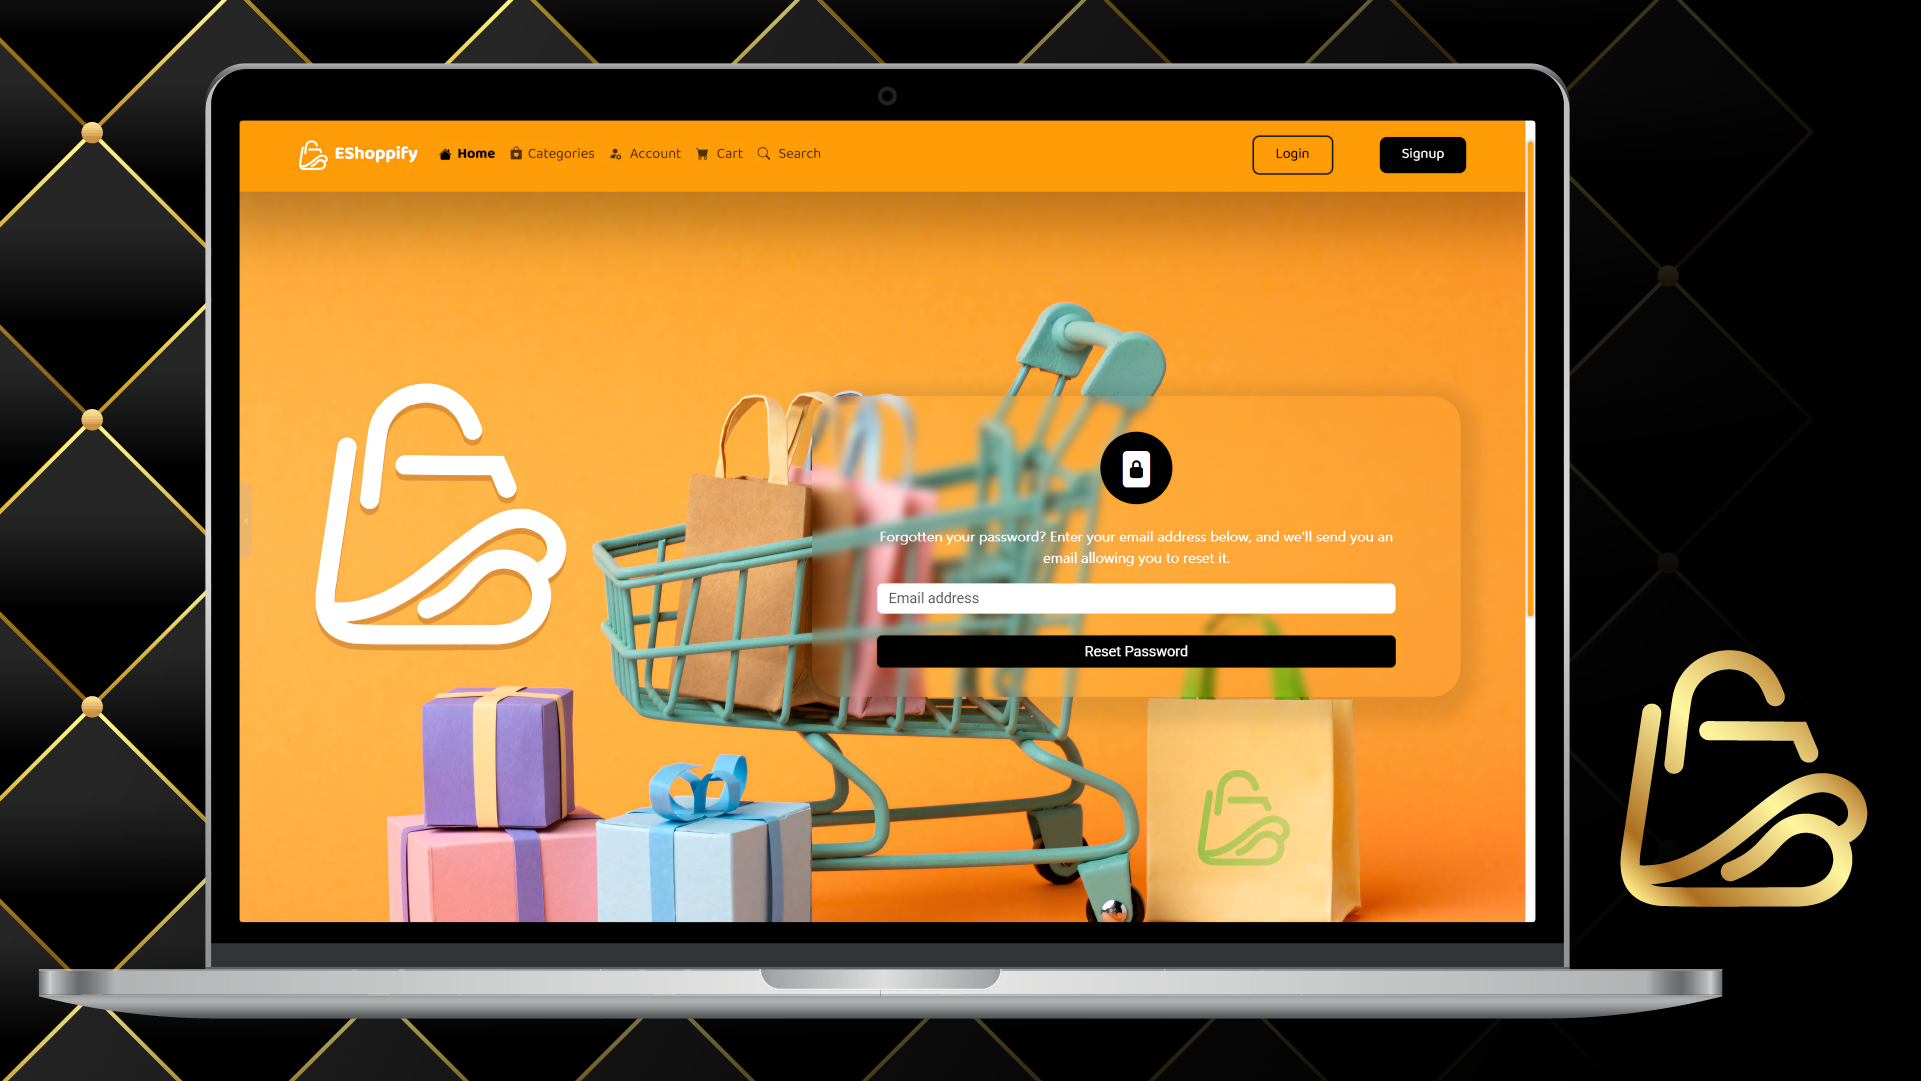 EShoppify Home Categories Account Cart Search Login Signup
Forgotten your password? Enter your email address below, and we'll send you an
email allowing you to reset it.
Email address
Reset Password